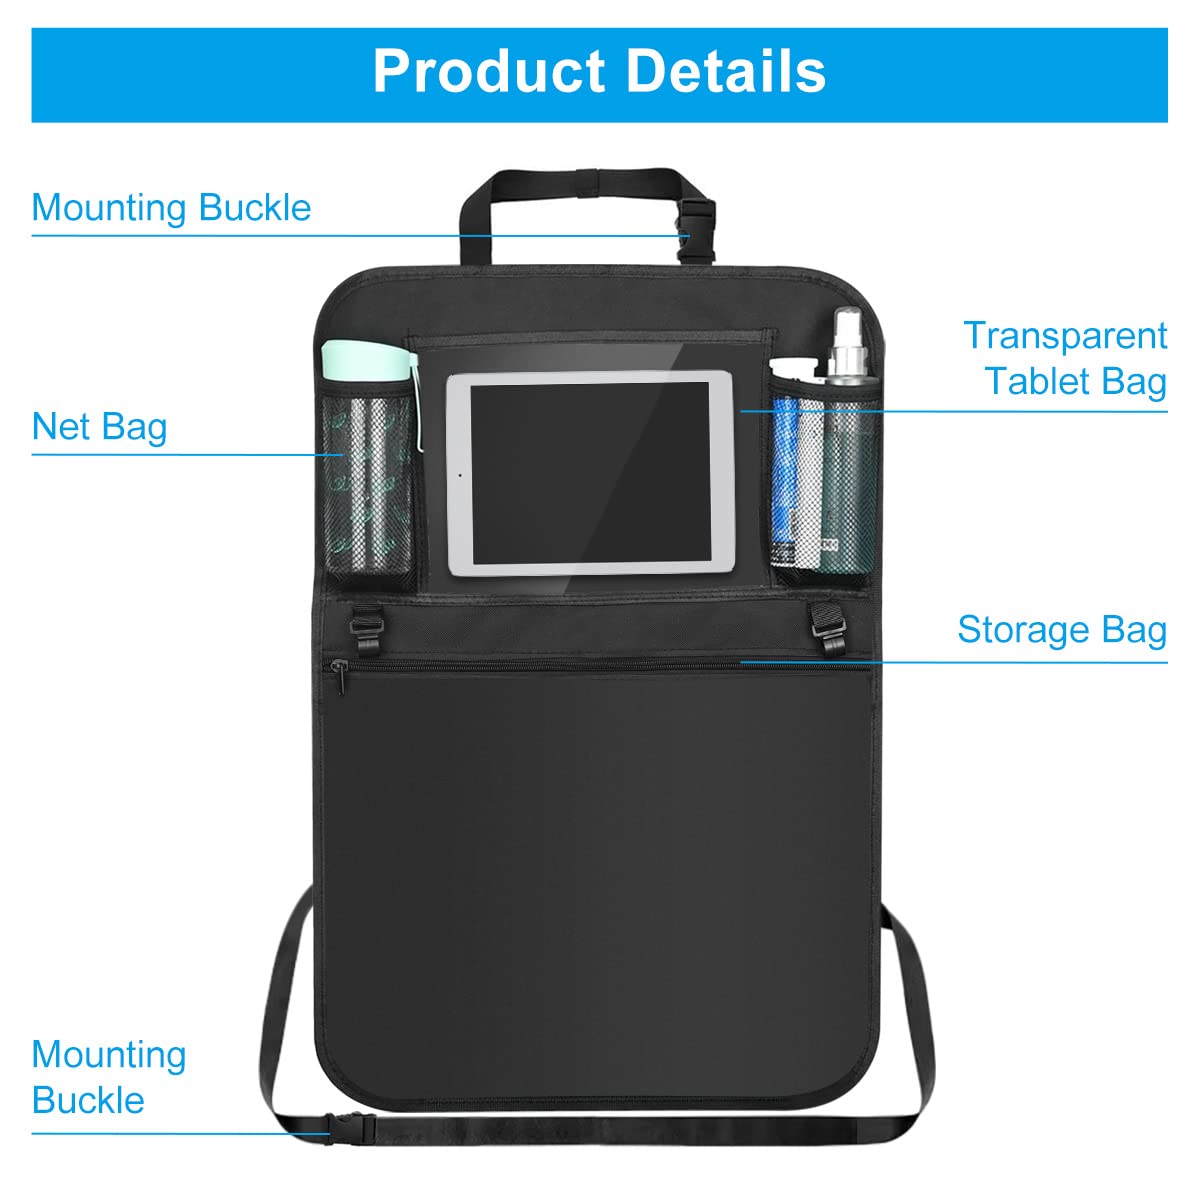 Product Details
Mounting Buckle
Transparent
Tablet Bag
Net Bag
Storage Bag
Mounting
Buckle